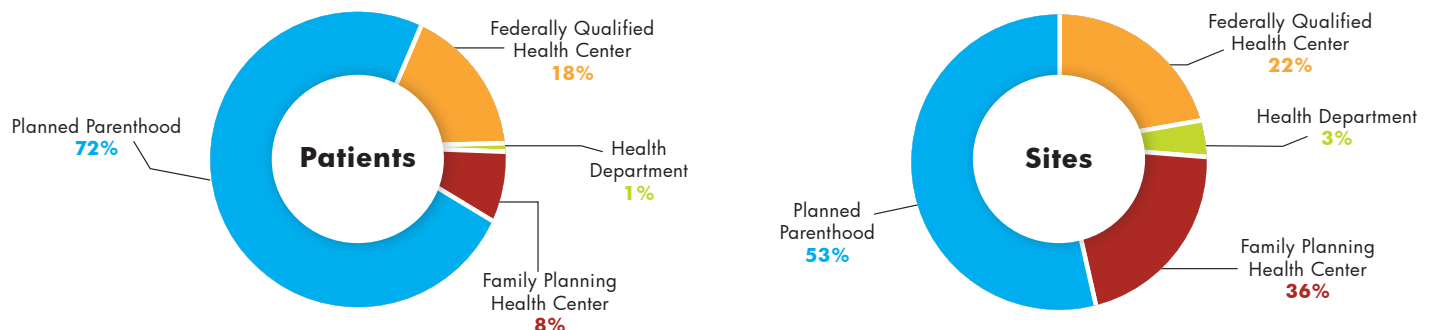 Federally Qualified
Health Center
18%
Planned Parenthood
72%
Patients
Health
Department
1%
Family Planning
Health Center
8%
Federally Qualified
Health Center
22%
Health Department
3%
Sites
Planned
Parenthood
53%
Family Planning
Health Center
36%